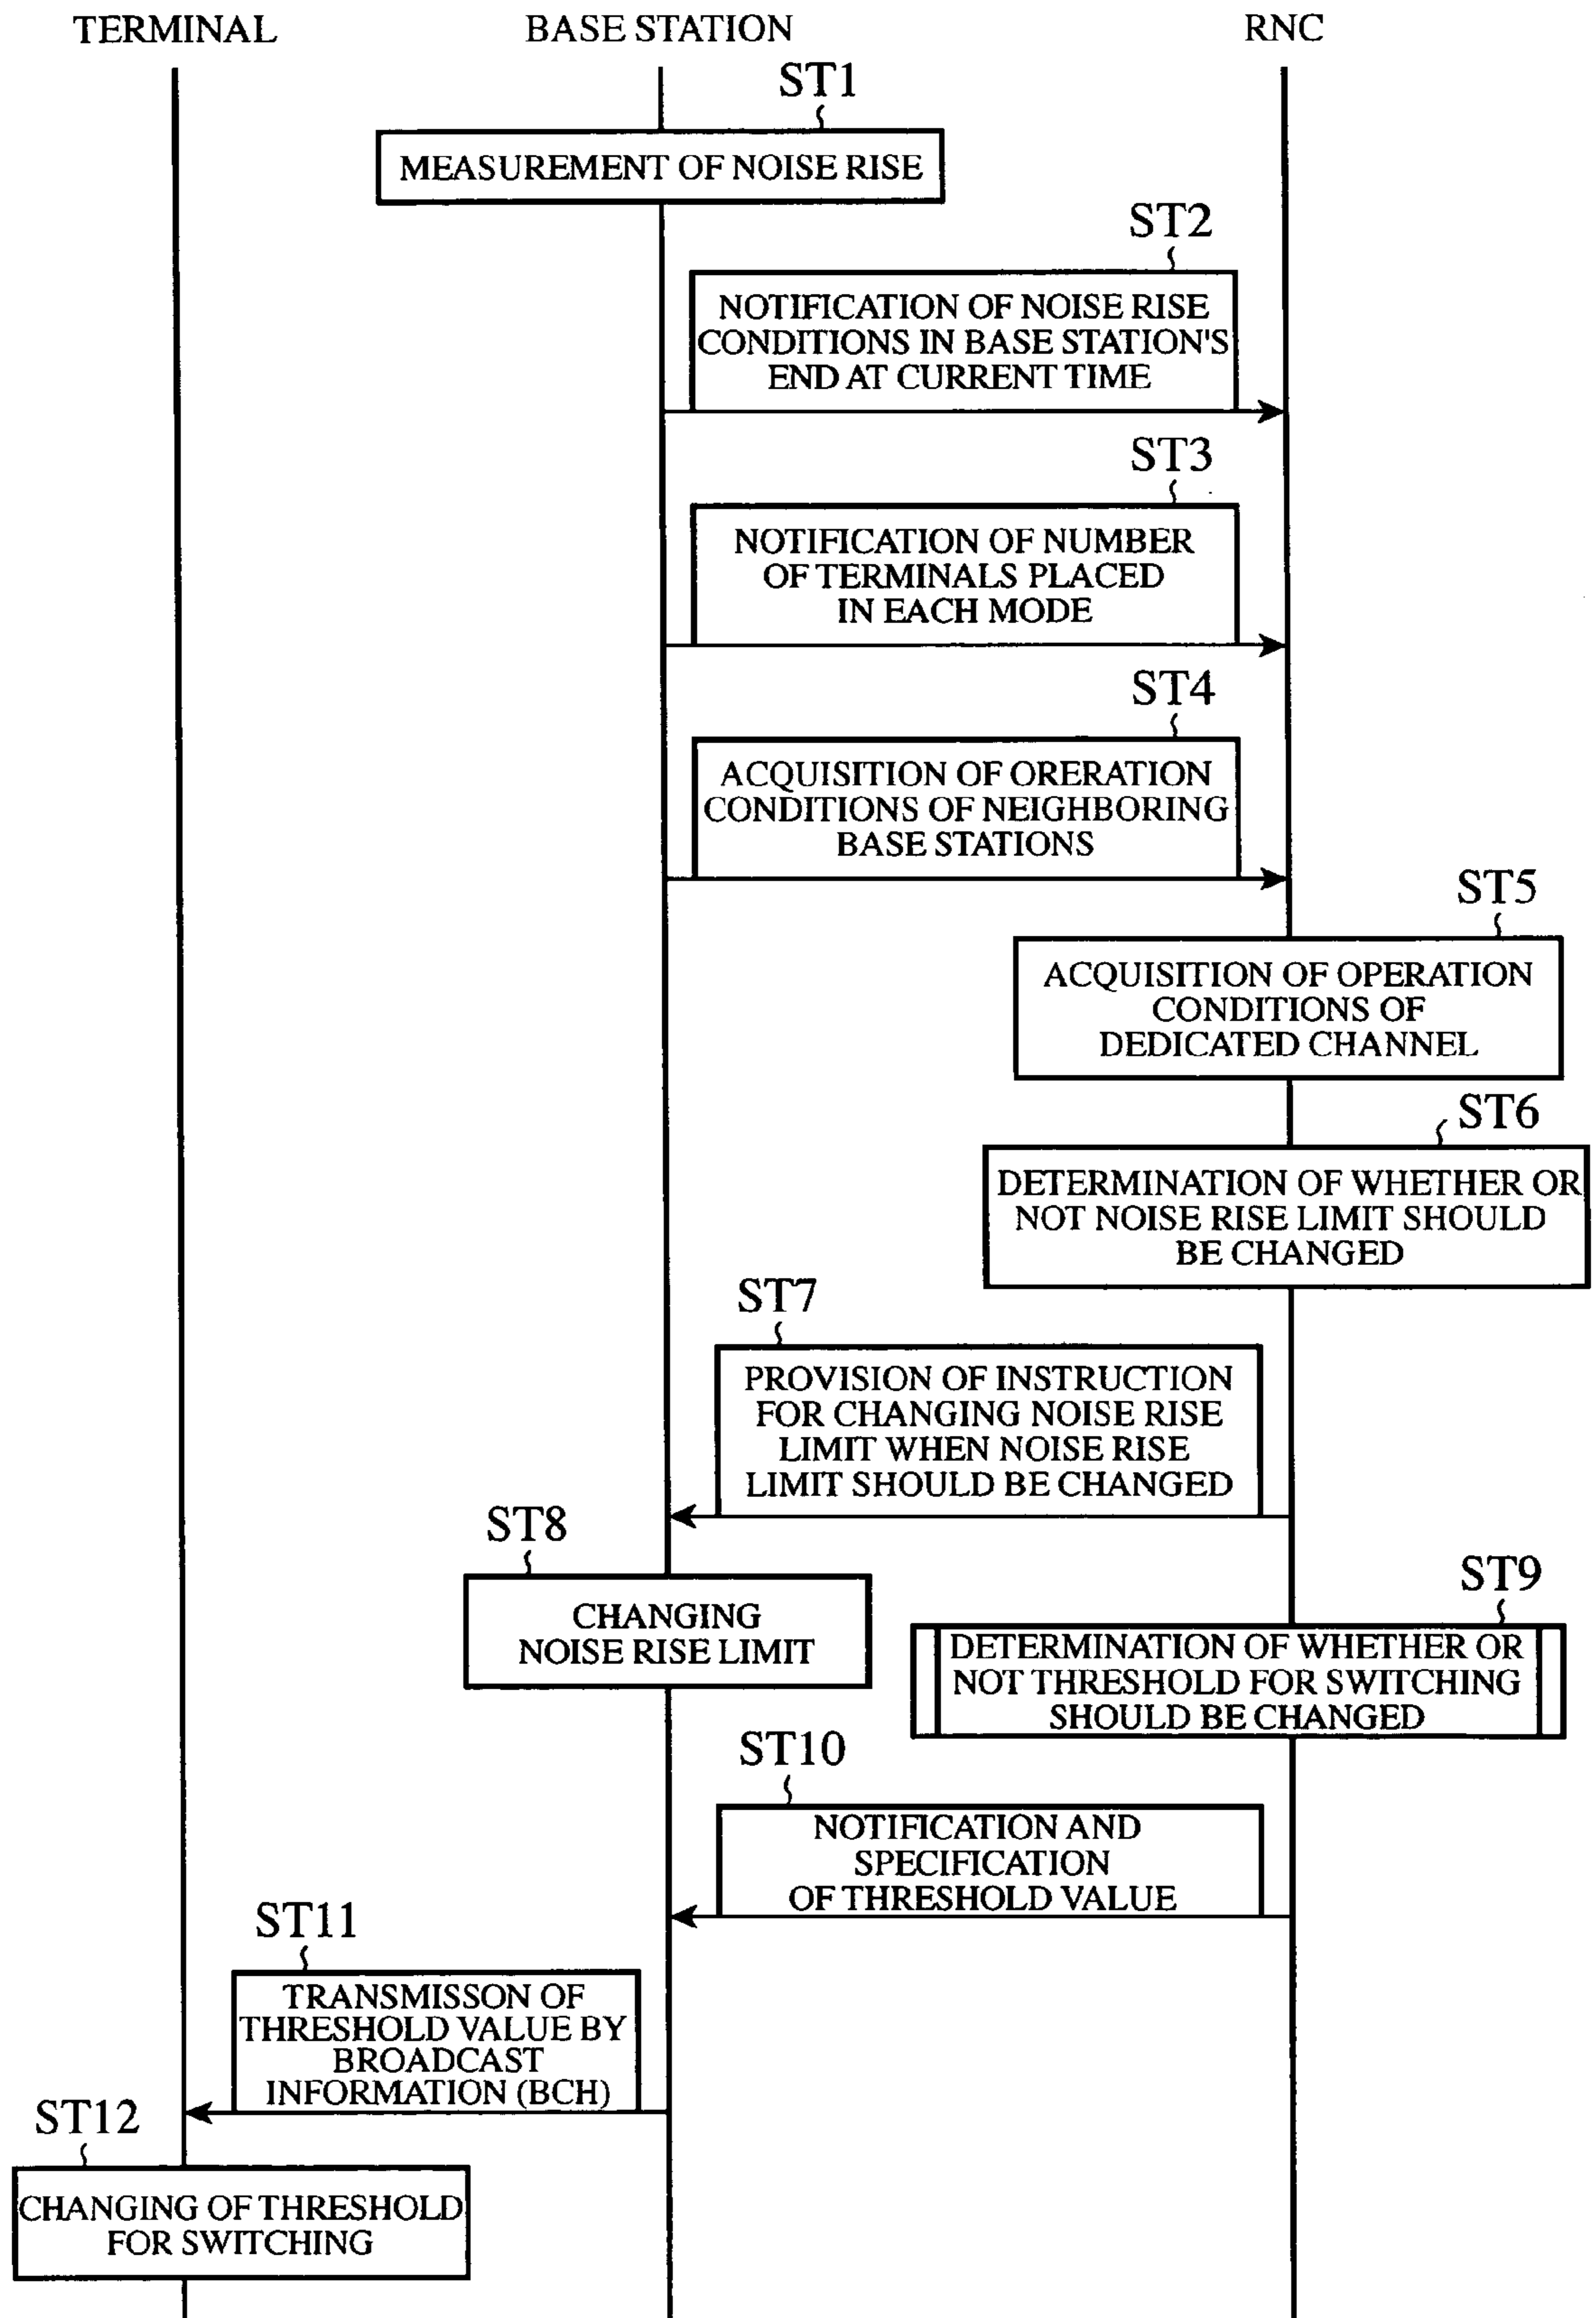 TERMINAL
BASE STATION
RNC
ST1
MEASUREMENT OF NOISE RISE
ST2
NOTIFICATION OF NOISE RISE
CONDITIONS IN BASE STATION'S
END AT CURRENT TIME
ST3
NOTIFICATION OF NUMBER
OF TERMINALS PLACED
IN EACH MODE
ST4
ACQUISITION OF ORERATION
CONDITIONS OF NEIGHBORING
BASE STATIONS
ST5
ACQUISITION OF OPERATION
CONDITIONS OF
DEDICATED CHANNEL
ST6
DETERMINATION OF WHETHER OR
NOT NOISE RISE LIMIT SHOULD
BE CHANGED
ST7
PROVISION OF INSTRUCTION
FOR CHANGING NOISE RISE
LIMIT WHEN NOISE RISE
LIMIT SHOULD BE CHANGED
ST8
CHANGING
NOISE RISE LIMIT
ST9
DETERMINATION OF WHETHER OR
NOT THRESHOLD FOR SWITCHING
SHOULD BE CHANGED
ST10
NOTIFICATION AND
SPECIFICATION
OF THRESHOLD VALUE
ST11
TRANSMISSON OF
THRESHOLD VALUE BY
BROADCAST
INFORMATION (BCH)
ST12
CHANGING OF THRESHOLD
FOR SWITCHING